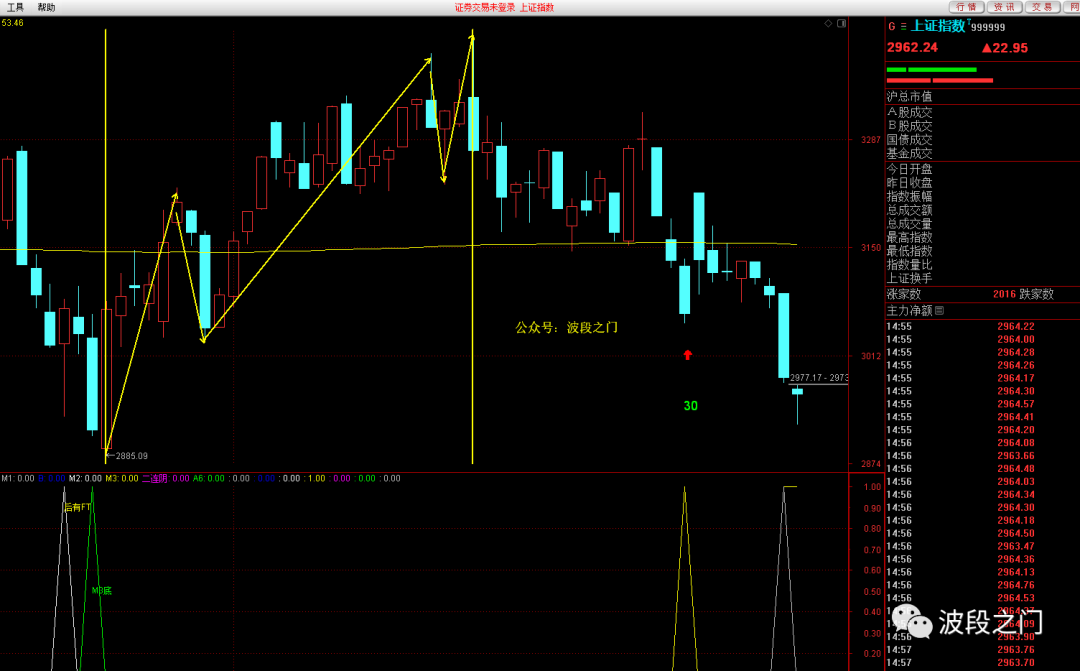 工具 帮助
证券交易未登录 上证指数
行情 资讯 交易 网
53.46
G 上证指数 999999
2962.24 ▲22.95
沪总市值
A股成交
B股成交
国债成交
基金成交
今日开盘
昨日收盘
指数振幅
总成交额
总成交量
最高指数
最低指数
指数量比
上证换手
涨家数 2016 跌家数
主力净额
3287
3150
3012
2874
公众号：波段之门
2977.17 - 2973
30
←2885.09
M1: 0.00 M2: 0.00 M3: 0.00 二连阴: 0.00 A6: 0.00 : 0.00 : 0.00 : 1.00 : 0.00 : 0.00 : 0.00
后有FT
M3底
1.00
0.90
0.80
0.70
0.60
0.50
0.40
0.30
0.20
14:55 2964.22
14:55 2964.00
14:55 2964.28
14:55 2964.26
14:55 2964.17
14:55 2964.30
14:55 2964.57
14:55 2964.41
14:55 2964.20
14:56 2964.08
14:56 2963.66
14:56 2964.48
14:56 2964.03
14:56 2964.34
14:56 2964.30
14:56 2964.18
14:56 2964.50
14:56 2963.47
14:56 2964.36
14:56 2964.13
14:56 2964.76
14:56 2964.53
14:56
14:56 2963.90
14:57 2963.76
14:57 2963.70
波段之门